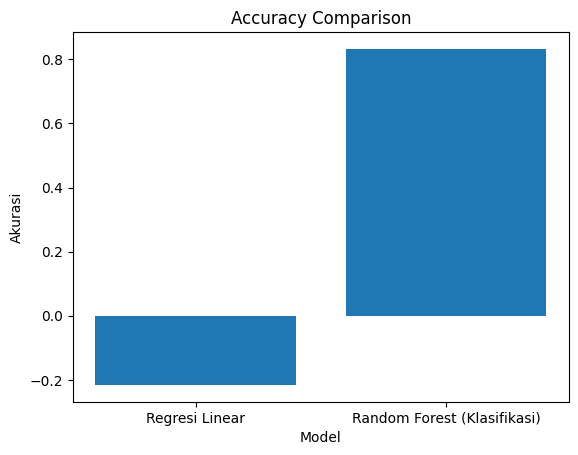 Accuracy Comparison
0.8
0.6
0.4
0.2
0.0
−0.2
Akurasi
Regresi Linear
Random Forest (Klasifikasi)
Model